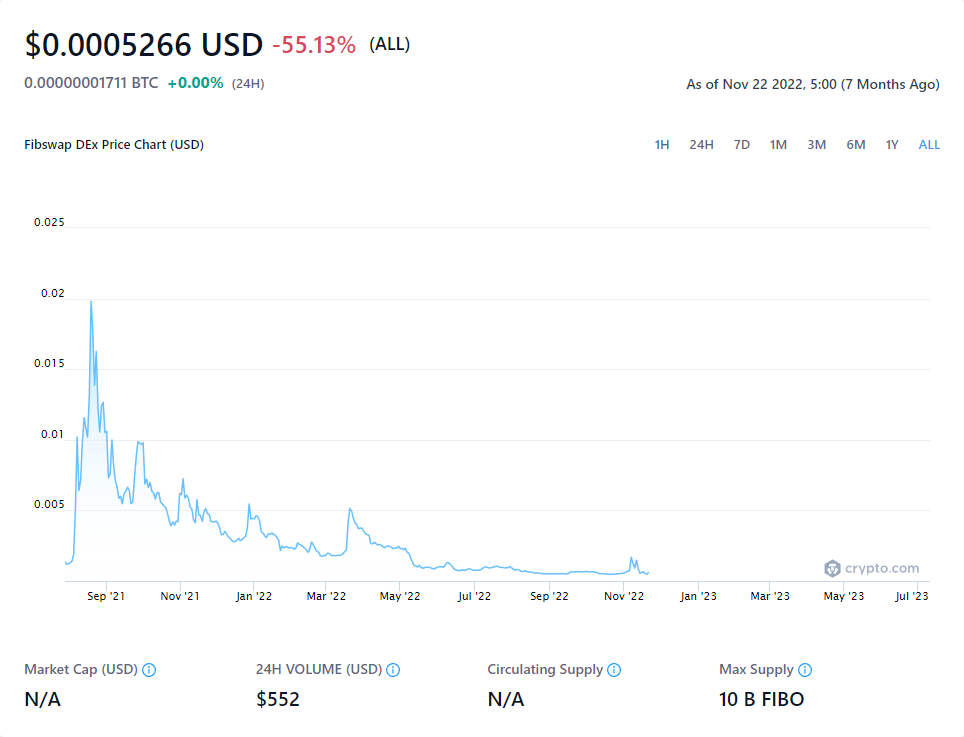 $0.0005266 USD -55.13% (ALL)
0.00000001711 BTC +0.00% (24H)
As of Nov 22 2022, 5:00 (7 Months Ago)
Fibswap DEx Price Chart (USD)
1H 24H 7D 1M 3M 6M 1Y ALL
0.025
0.02
0.015
0.01
0.005
crypto.com
Sep '21 Nov '21 Jan '22 Mar '22 May '22 Jul '22 Sep '22 Nov '22 Jan '23 Mar '23 May '23 Jul '23
Market Cap (USD) 24H VOLUME (USD) Circulating Supply Max Supply
N/A $552 N/A 10 B FIBO